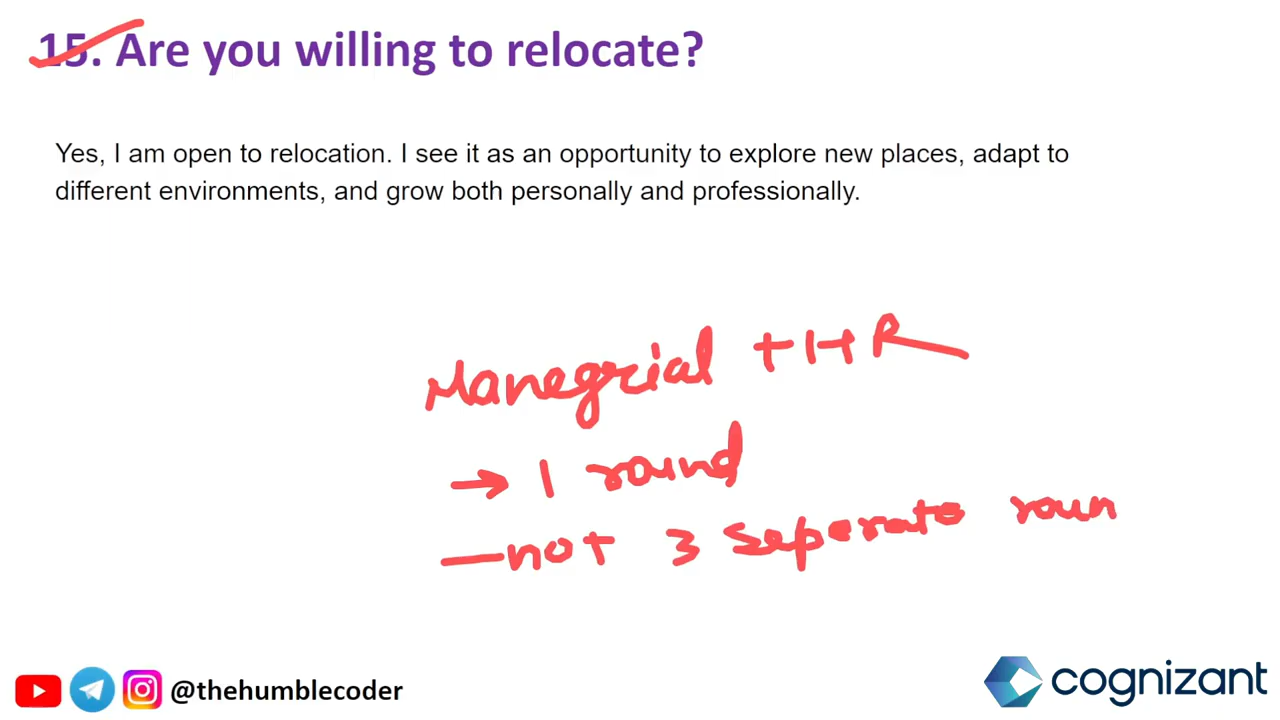 15. Are you willing to relocate?
Yes, I am open to relocation. I see it as an opportunity to explore new places, adapt to
different environments, and grow both personally and professionally.
Manegrial + HR
→ 1 round
—not 3 seperate roun
@thehumblecoder
cognizant